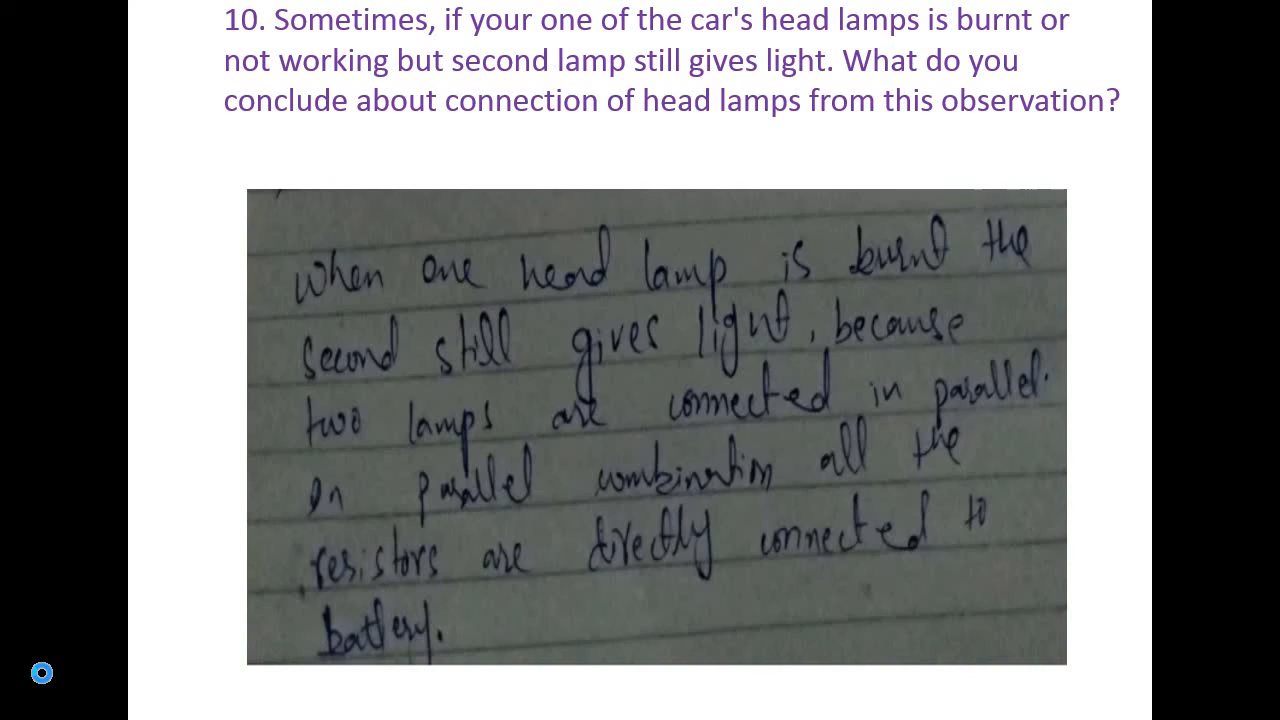 10. Sometimes, if your one of the car's head lamps is burnt or
not working but second lamp still gives light. What do you
conclude about connection of head lamps from this observation?
When one head lamp is burnt the
second still gives light, because
two lamps are connected in parallel.
In parallel combination all the
resistors are directly connected to
battery.